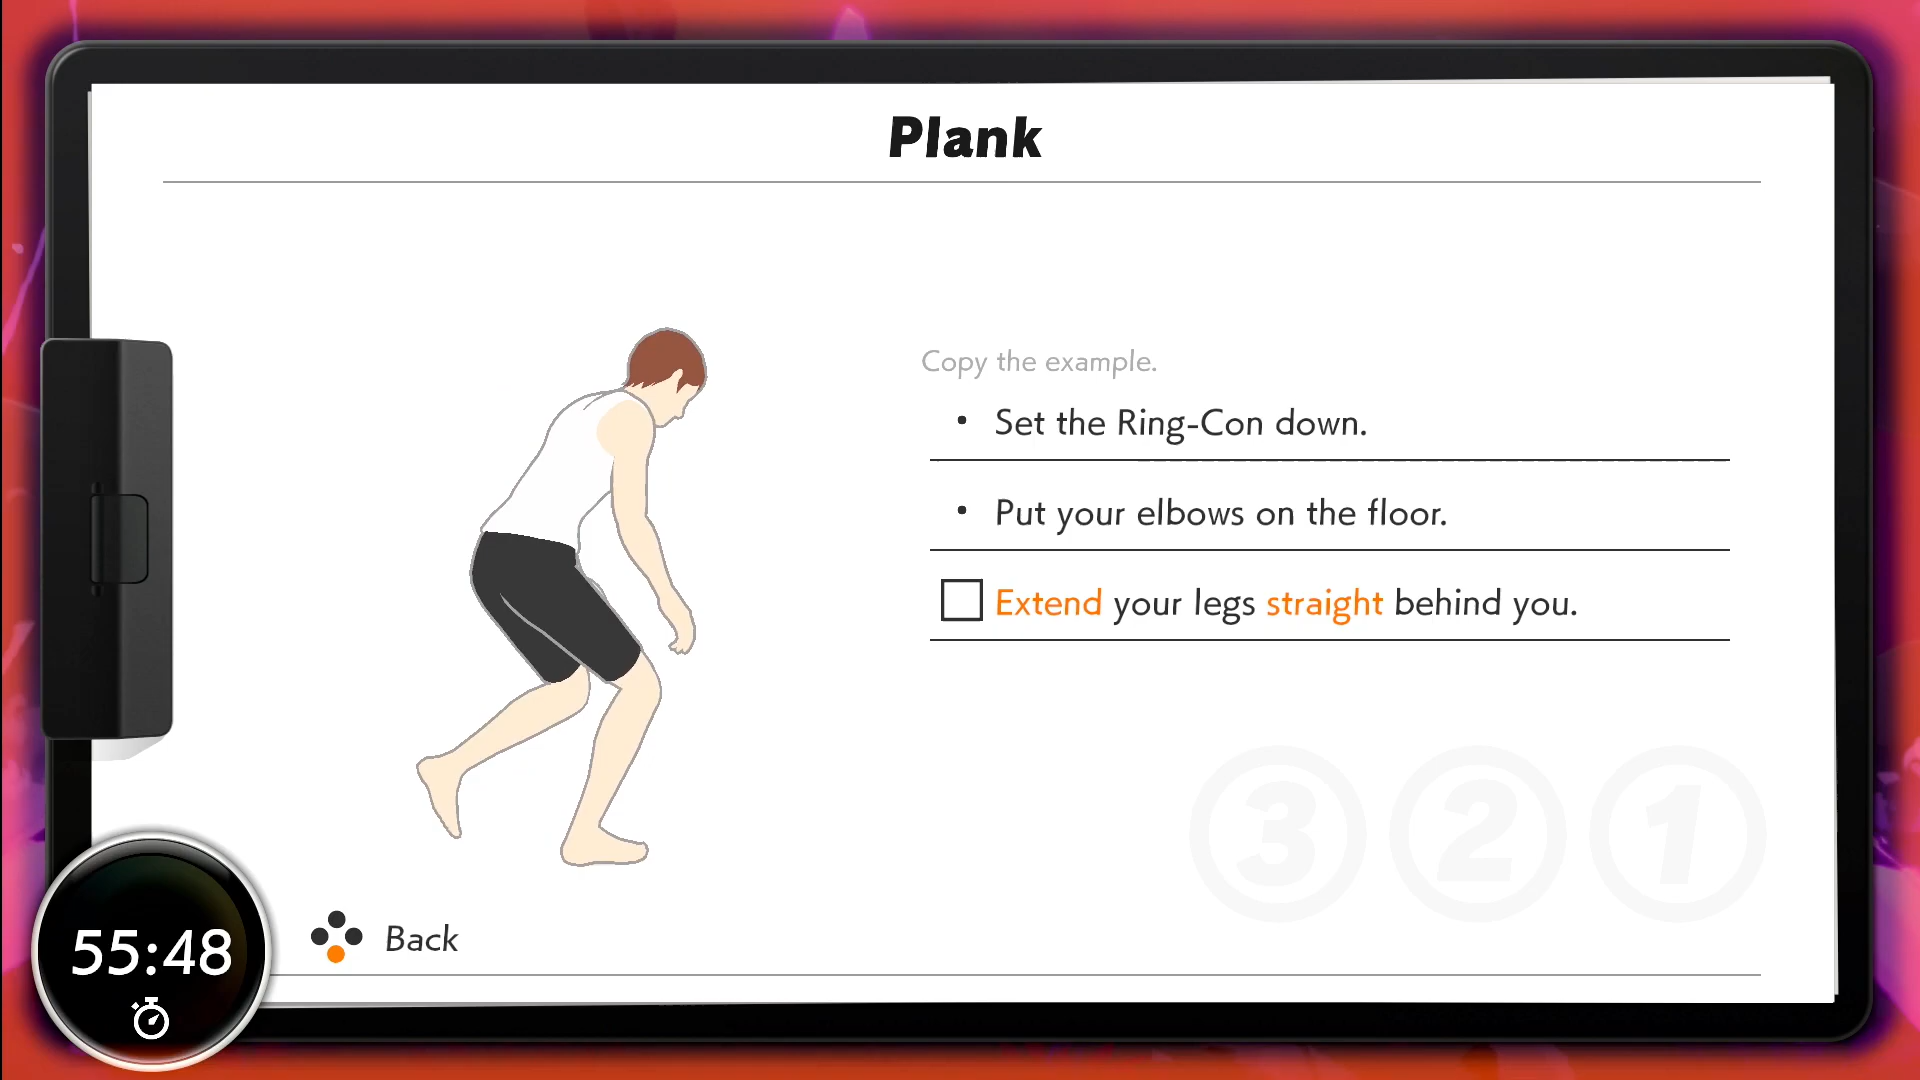 Plank
Copy the example.
• Set the Ring-Con down.
• Put your elbows on the floor.
Extend your legs straight behind you.
3 2 1
55:48
Back